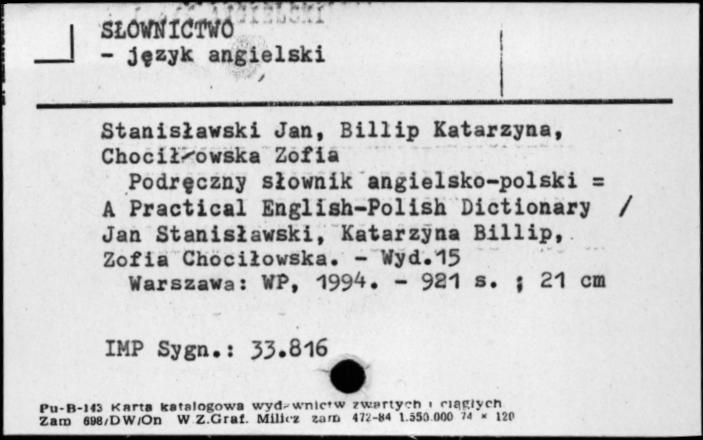 SŁOWNICTWO
- język angielski
Stanisławski Jan, Billip Katarzyna,
Chociłowska Zofia
Podręczny słownik angielsko-polski =
A Practical English-Polish Dictionary /
Jan Stanisławski, Katarzyna Billip,
Zofia Chociłowska. - Wyd.15
Warszawa: WP, 1994. - 921 s. ; 21 cm
IMP Sygn.: 33.816
Pu-B-143 Karta katalogowa wydawnictw zwartych i ciągłych
Zam 698/DW/On W.Z.Graf. Milicz zam 472-84 1.550.000 74 × 120